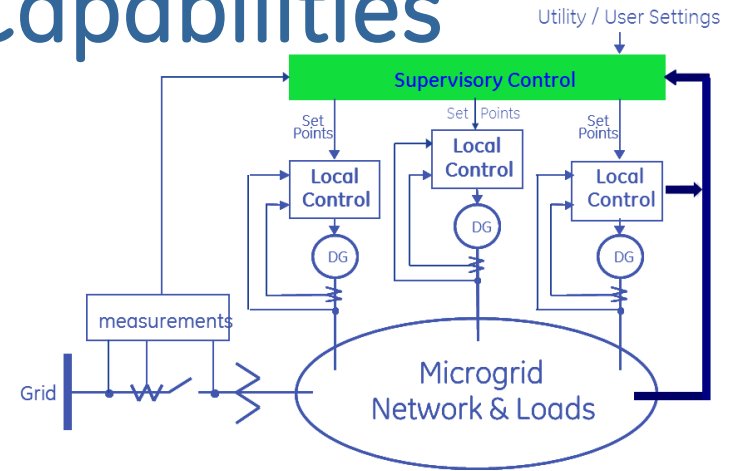 Capabilities
Utility / User Settings
Supervisory Control
Set Points
Set
Points
Set
Points
Local
Control
Local
Control
Local
Control
DG
DG
DG
measurements
Grid
Microgrid
Network & Loads